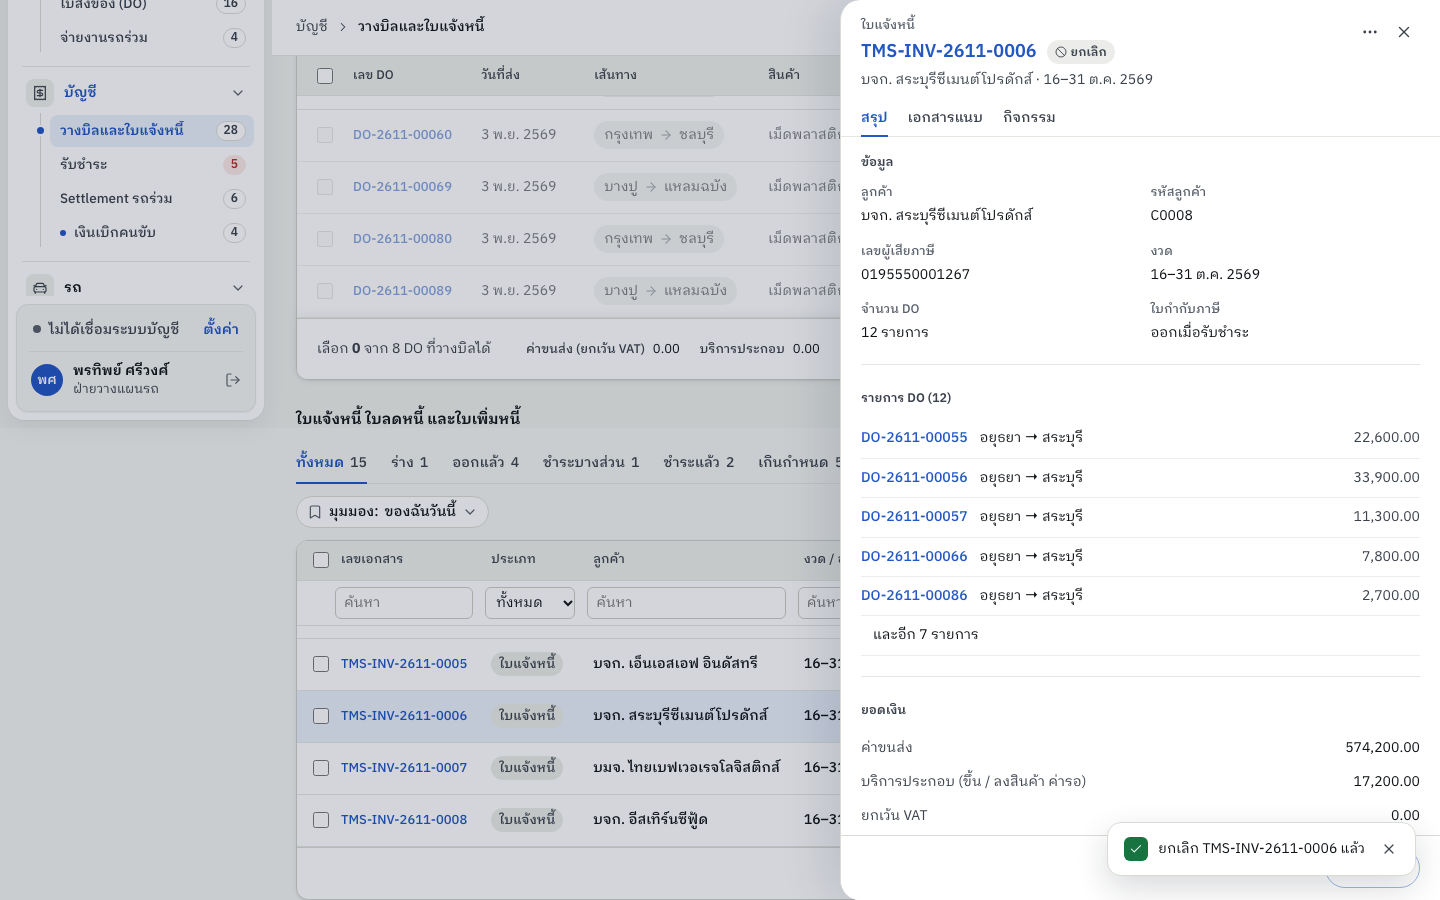 ใบส่งของ (DO) 16
จ่ายงานรถร่วม 4
บัญชี
วางบิลและใบแจ้งหนี้ 28
รับชำระ 5
Settlement รถร่วม 6
เงินเบิกคนขับ 4
รถ
ไม่ได้เชื่อมระบบบัญชี ตั้งค่า
พศ พรทิพย์ ศรีวงศ์
ฝ่ายวางแผนรถ
บัญชี > วางบิลและใบแจ้งหนี้
เลข DO วันที่ส่ง เส้นทาง สินค้า
DO-2611-00060 3 พ.ย. 2569 กรุงเทพ → ชลบุรี เม็ดพลาสติก
DO-2611-00069 3 พ.ย. 2569 บางปู → แหลมฉบัง เม็ดพลาสติก
DO-2611-00080 3 พ.ย. 2569 กรุงเทพ → ชลบุรี เม็ดพลาสติก
DO-2611-00089 3 พ.ย. 2569 บางปู → แหลมฉบัง เม็ดพลาสติก
เลือก 0 จาก 8 DO ที่วางบิลได้ ค่าขนส่ง (ยกเว้น VAT) 0.00 บริการประกอบ 0.00
ใบแจ้งหนี้ ใบลดหนี้ และใบเพิ่มหนี้
ทั้งหมด 15 ร่าง 1 ออกแล้ว 4 ชำระบางส่วน 1 ชำระแล้ว 2 เกินกำหนด 5
มุมมอง: ของฉันวันนี้
เลขเอกสาร ประเภท ลูกค้า งวด /
ค้นหา ทั้งหมด ค้นหา ค้นหา
TMS-INV-2611-0005 ใบแจ้งหนี้ บจก. เอ็นเอสเอฟ อินดัสทรี 16–31
TMS-INV-2611-0006 ใบแจ้งหนี้ บจก. สระบุรีซีเมนต์โปรดักส์ 16–31
TMS-INV-2611-0007 ใบแจ้งหนี้ บมจ. ไทยเบฟเวอเรจโลจิสติกส์ 16–31
TMS-INV-2611-0008 ใบแจ้งหนี้ บจก. อีสเทิร์นซีฟู้ด 16–31
ใบแจ้งหนี้
TMS-INV-2611-0006 ยกเลิก
บจก. สระบุรีซีเมนต์โปรดักส์ · 16–31 ต.ค. 2569
สรุป เอกสารแนบ กิจกรรม
ข้อมูล
ลูกค้า รหัสลูกค้า
บจก. สระบุรีซีเมนต์โปรดักส์ C0008
เลขผู้เสียภาษี งวด
0195550001267 16–31 ต.ค. 2569
จำนวน DO ใบกำกับภาษี
12 รายการ ออกเมื่อรับชำระ
รายการ DO (12)
DO-2611-00055 อยุธยา → สระบุรี 22,600.00
DO-2611-00056 อยุธยา → สระบุรี 33,900.00
DO-2611-00057 อยุธยา → สระบุรี 11,300.00
DO-2611-00066 อยุธยา → สระบุรี 7,800.00
DO-2611-00086 อยุธยา → สระบุรี 2,700.00
และอีก 7 รายการ
ยอดเงิน
ค่าขนส่ง 574,200.00
บริการประกอบ (ขึ้น / ลงสินค้า ค่ารอ) 17,200.00
ยกเว้น VAT 0.00
ยกเลิก TMS-INV-2611-0006 แล้ว